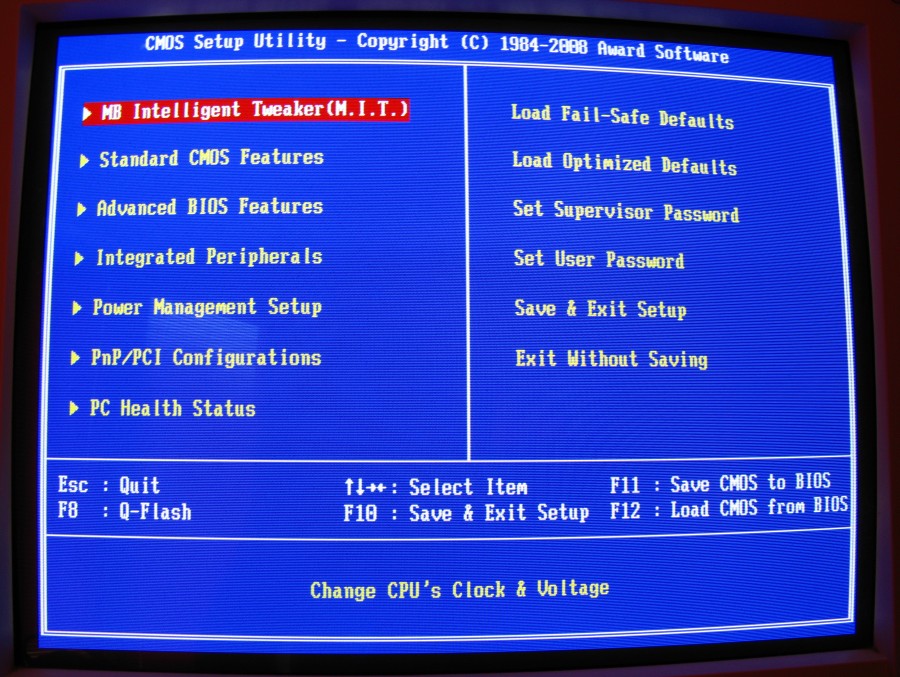 CMOS Setup Utility - Copyright (C) 1984-2008 Award Software
MB Intelligent Tweaker(M.I.T.)
Standard CMOS Features
Advanced BIOS Features
Integrated Peripherals
Power Management Setup
PnP/PCI Configurations
PC Health Status
Load Fail-Safe Defaults
Load Optimized Defaults
Set Supervisor Password
Set User Password
Save & Exit Setup
Exit Without Saving
Esc : Quit
F8 : Q-Flash
↑↓→←: Select Item
F10 : Save & Exit Setup
F11 : Save CMOS to BIOS
F12 : Load CMOS from BIOS
Change CPU's Clock & Voltage